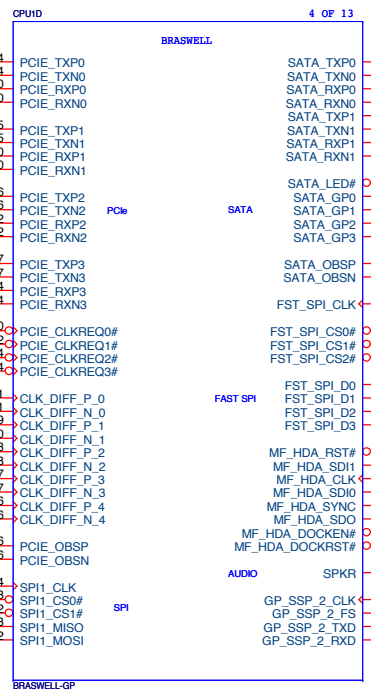 CPU1D 4 OF 13
BRASWELL
PCIE_TXP0 SATA_TXP0
PCIE_TXN0 SATA_TXN0
PCIE_RXP0 SATA_RXP0
PCIE_RXN0 SATA_RXN0
SATA_TXP1
PCIE_TXP1 SATA_TXN1
PCIE_TXN1 SATA_RXP1
PCIE_RXP1 SATA_RXN1
PCIE_RXN1
SATA_LED#
PCIE_TXP2 SATA_GP0
PCIE_TXN2 PCIe SATA SATA_GP1
PCIE_RXP2 SATA_GP2
PCIE_RXN2 SATA_GP3
PCIE_TXP3 SATA_OBSP
PCIE_TXN3 SATA_OBSN
PCIE_RXP3
PCIE_RXN3 FST_SPI_CLK
PCIE_CLKREQ0# FST_SPI_CS0#
PCIE_CLKREQ1# FST_SPI_CS1#
PCIE_CLKREQ2# FST_SPI_CS2#
PCIE_CLKREQ3#
FST_SPI_D0
CLK_DIFF_P_0 FAST SPI FST_SPI_D1
CLK_DIFF_N_0 FST_SPI_D2
CLK_DIFF_P_1 FST_SPI_D3
CLK_DIFF_N_1
CLK_DIFF_P_2 MF_HDA_RST#
CLK_DIFF_N_2 MF_HDA_SDI1
CLK_DIFF_P_3 MF_HDA_CLK
CLK_DIFF_N_3 MF_HDA_SDI0
CLK_DIFF_P_4 MF_HDA_SYNC
CLK_DIFF_N_4 MF_HDA_SDO
MF_HDA_DOCKEN#
PCIE_OBSP MF_HDA_DOCKRST#
PCIE_OBSN
AUDIO SPKR
SPI1_CLK
SPI1_CS0# SPI GP_SSP_2_CLK
SPI1_CS1# GP_SSP_2_FS
SPI1_MISO GP_SSP_2_TXD
SPI1_MOSI GP_SSP_2_RXD
BRASWELL-GP